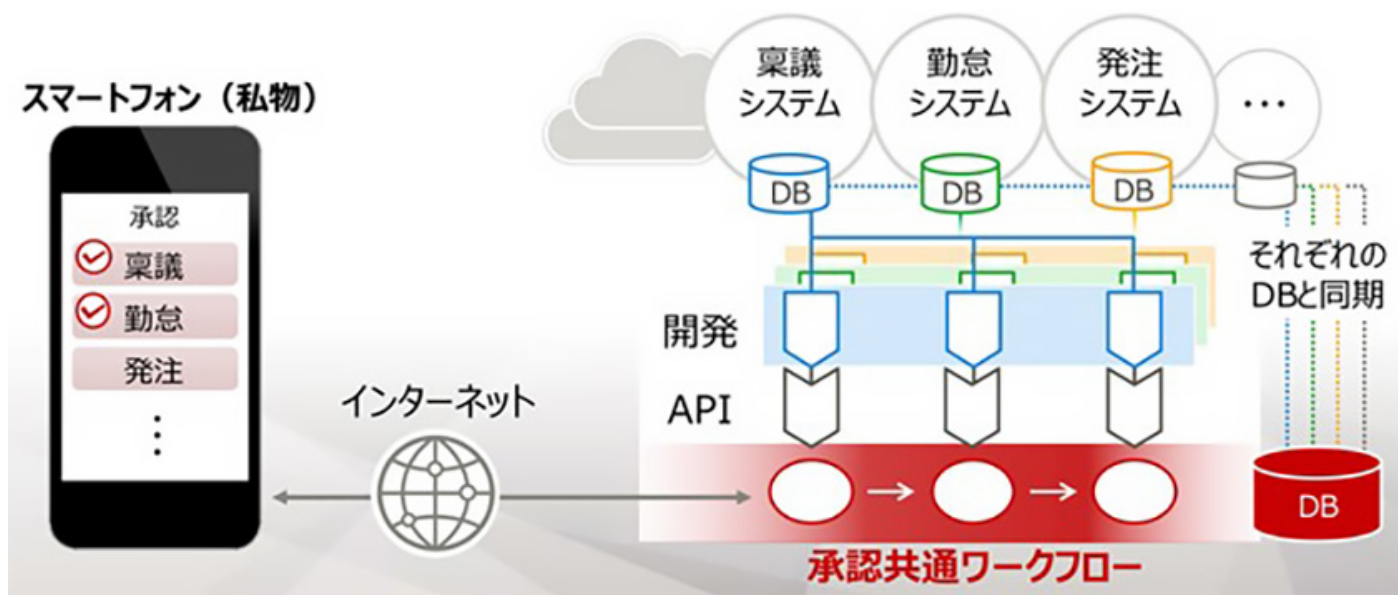 スマートフォン（私物）
承認
稟議
勤怠
発注
⋮
インターネット
稟議
システム
勤怠
システム
発注
システム
…
DB
DB
DB
それぞれの
DBと同期
開発
API
DB
承認共通ワークフロー